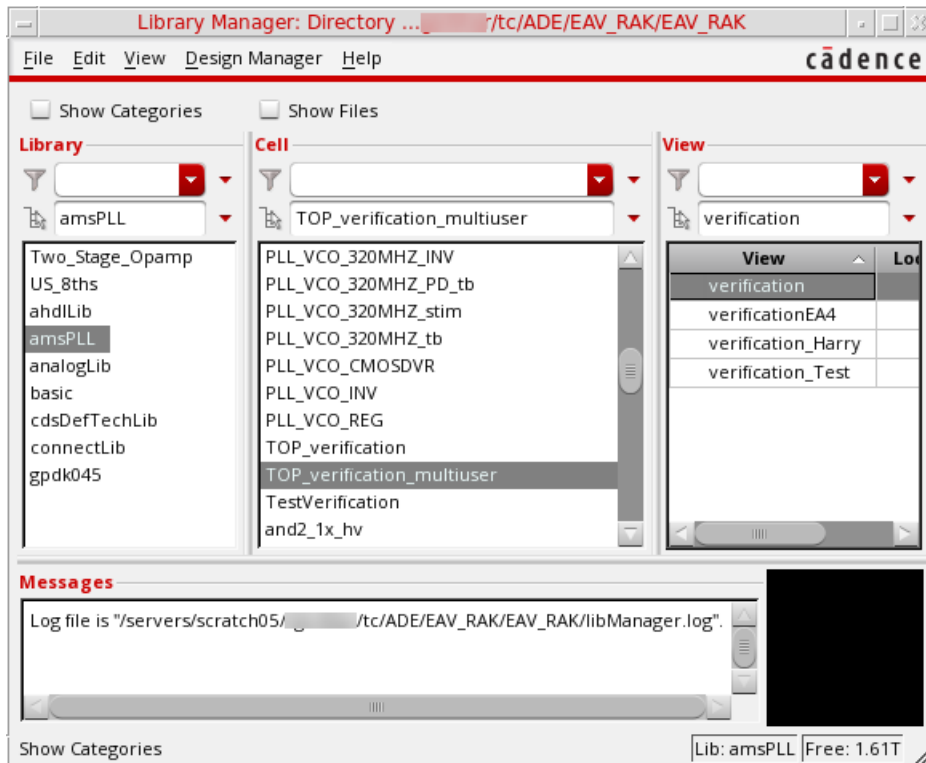 Library Manager: Directory ... r/tc/ADE/EAV_RAK/EAV_RAK
File Edit View Design Manager Help
cādence
Show Categories Show Files
Library
amsPLL
Two_Stage_Opamp
US_8ths
ahdlLib
amsPLL
analogLib
basic
cdsDefTechLib
connectLib
gpdk045
Cell
TOP_verification_multiuser
PLL_VCO_320MHZ_INV
PLL_VCO_320MHZ_PD_tb
PLL_VCO_320MHZ_stim
PLL_VCO_320MHZ_tb
PLL_VCO_CMOSDVR
PLL_VCO_INV
PLL_VCO_REG
TOP_verification
TOP_verification_multiuser
TestVerification
and2_1x_hv
View
verification
View Loc
verification
verificationEA4
verification_Harry
verification_Test
Messages
Log file is "/servers/scratch05/ /tc/ADE/EAV_RAK/EAV_RAK/libManager.log".
Show Categories
Lib: amsPLL Free: 1.61T